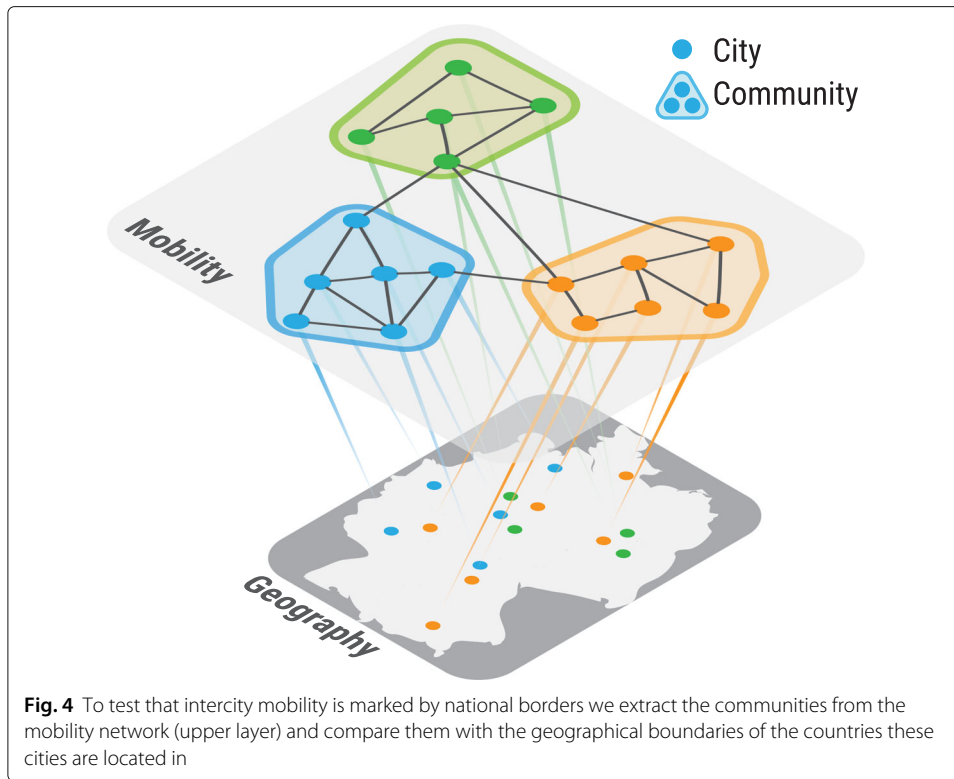 City
Community
Mobility
Geography
Fig. 4 To test that intercity mobility is marked by national borders we extract the communities from the
mobility network (upper layer) and compare them with the geographical boundaries of the countries these
cities are located in